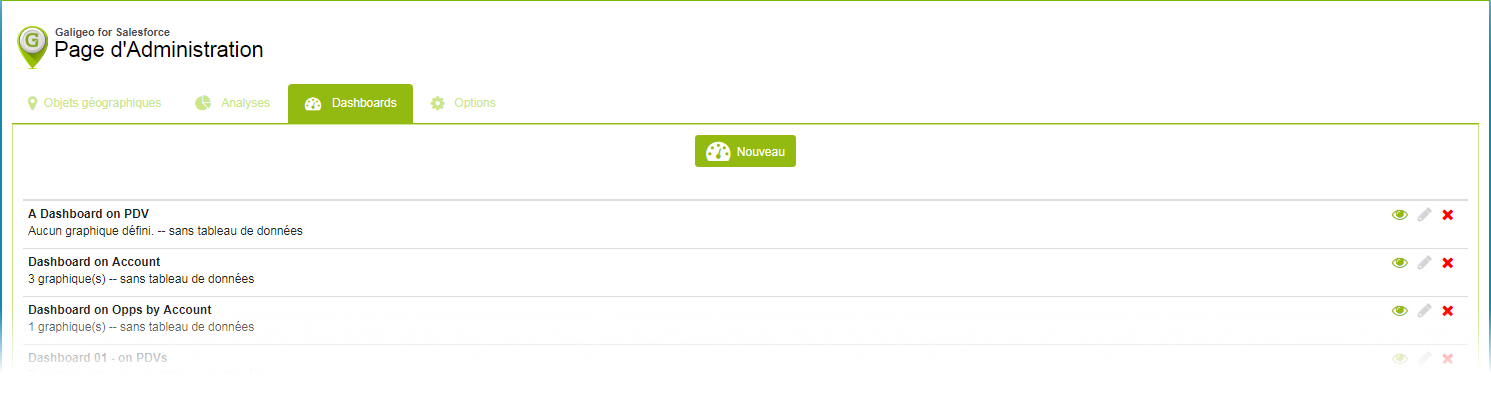 G
Galigeo for Salesforce
Page d'Administration
Objets géographiques Analyses Dashboards Options
Nouveau
A Dashboard on PDV
Aucun graphique défini. -- sans tableau de données
Dashboard on Account
3 graphique(s) -- sans tableau de données
Dashboard on Opps by Account
1 graphique(s) -- sans tableau de données
Dashboard 01 - on PDVs